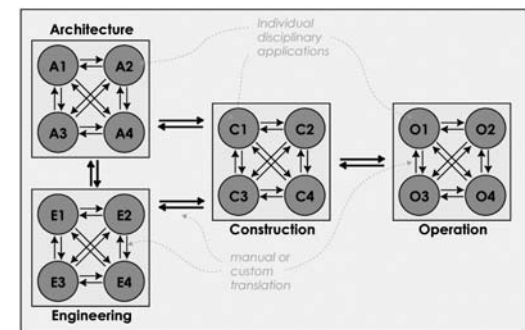 Architecture
Individual
disciplinary
applications
A1 A2
A3 A4
C1 C2
C3 C4
O1 O2
O3 O4
E1 E2
E3 E4
Construction
Operation
manual or
custom
translation
Engineering